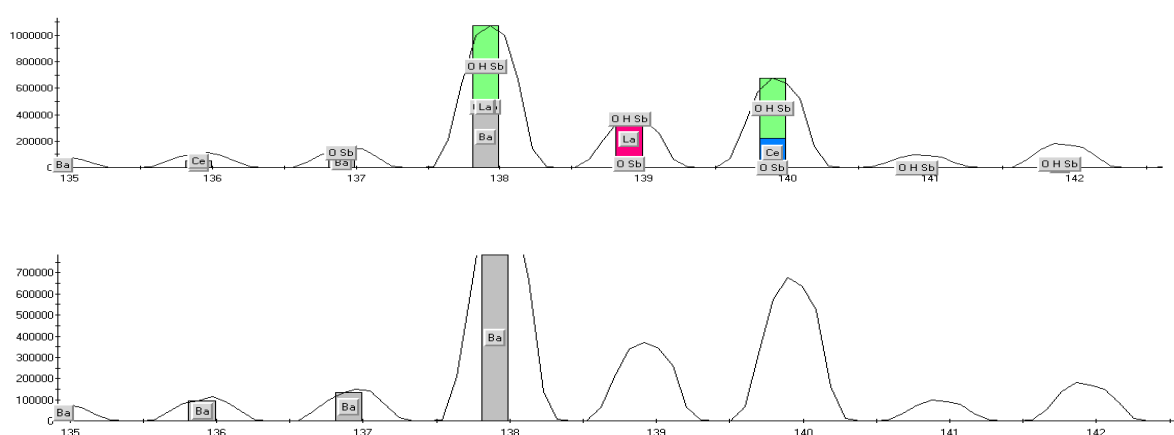 1000000
O H Sb
800000
600000
O H Sb
La
400000
O H Sb
Ba
La
200000
O Sb
Ce
Ba
Ce
Ba
O Sb
O Sb
O H Sb
O H Sb
0
135 136 137 138 139 140 141 142
700000
600000
500000
400000
Ba
300000
200000
100000
Ba
Ba
Ba
0
135 136 137 138 139 140 141 142